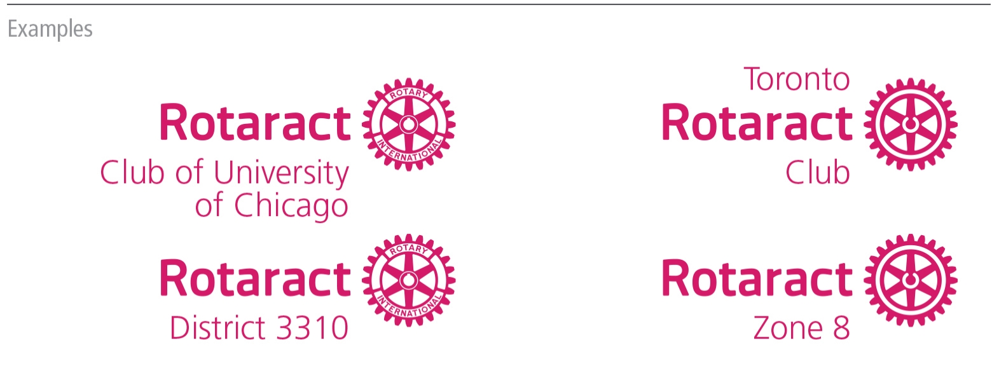 Examples
Rotaract
Club of University
of Chicago
ROTARY
INTERNATIONAL
Toronto
Rotaract
Club
Rotaract
District 3310
ROTARY
INTERNATIONAL
Rotaract
Zone 8